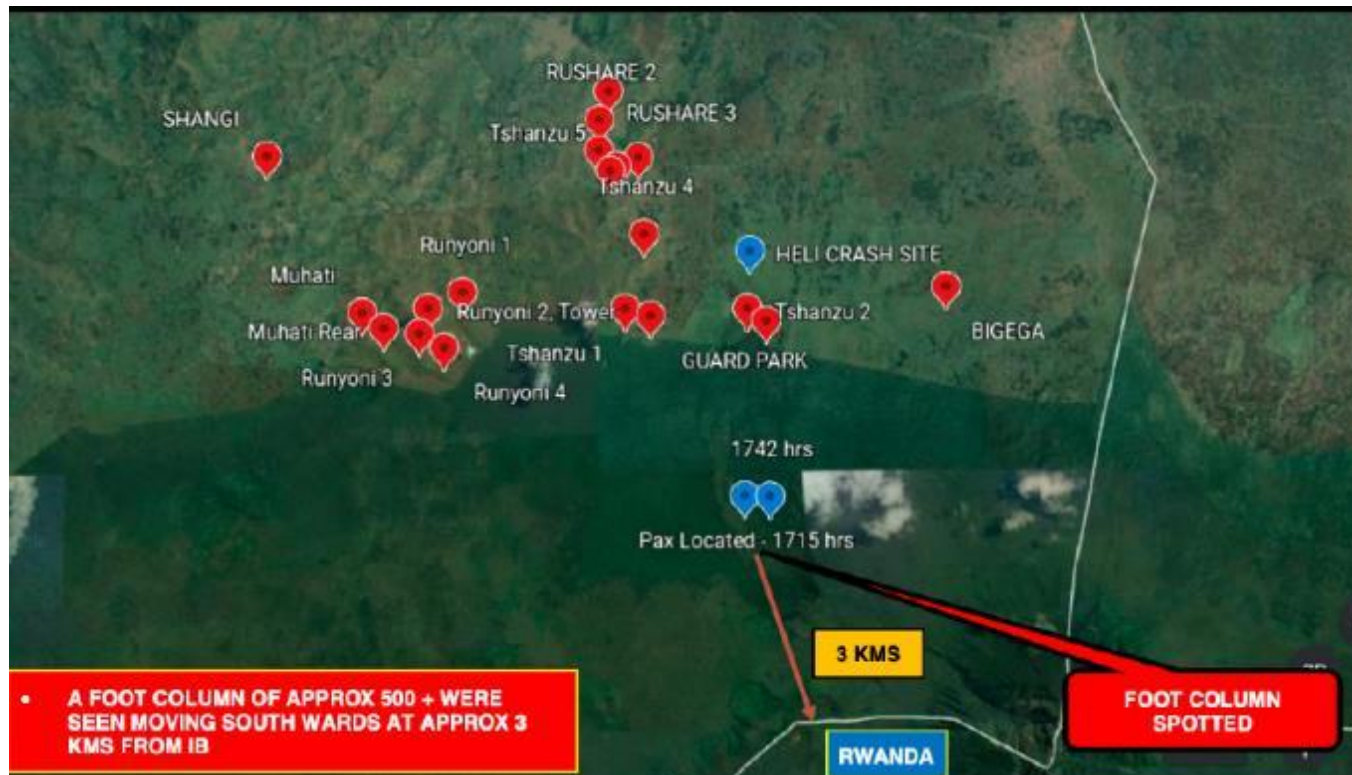 RUSHARE 2
SHANGI
RUSHARE 3
Tshanzu 5
Tshanzu 4
Runyoni 1
HELI CRASH SITE
Muhati
Runyoni 2, Tower
Tshanzu 2
Muhati Rear
BIGEGA
Tshanzu 1
GUARD PARK
Runyoni 3
Runyoni 4
1742 hrs
Pax Located - 1715 hrs
3 KMS
• A FOOT COLUMN OF APPROX 500 + WERE
SEEN MOVING SOUTH WARDS AT APPROX 3
KMS FROM IB
FOOT COLUMN
SPOTTED
RWANDA